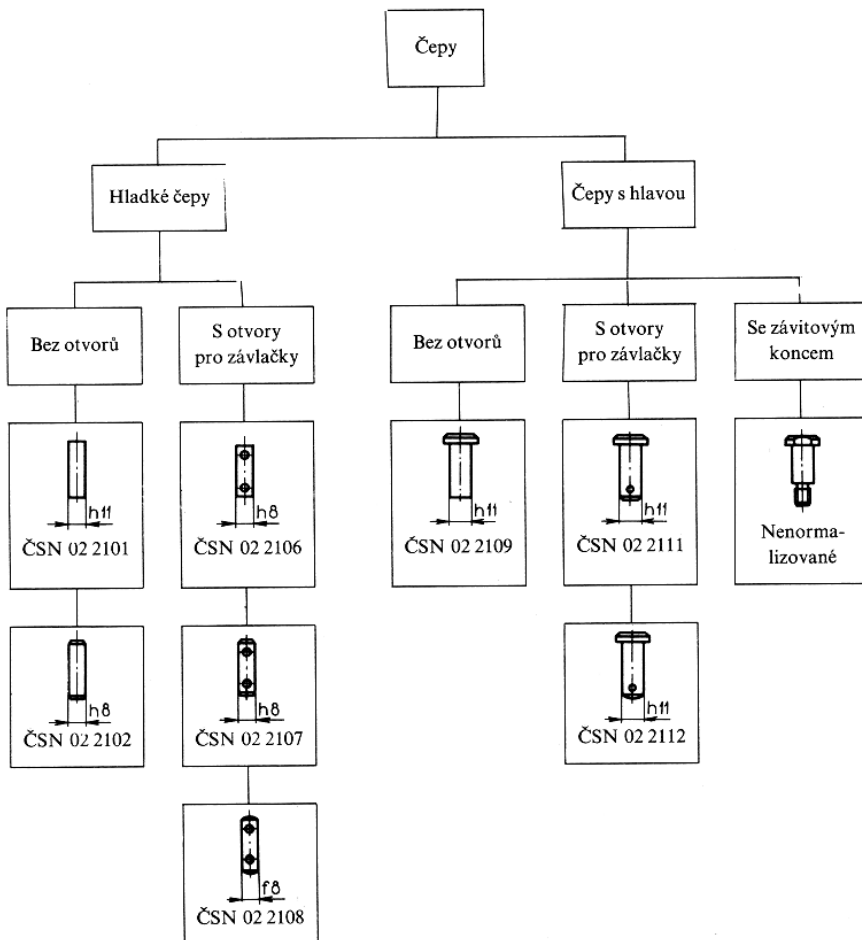 Čepy
Hladké čepy
Čepy s hlavou
Bez otvorů
S otvory
pro závlačky
Bez otvorů
S otvory
pro závlačky
Se závitovým
koncem
h11
ČSN 02 2101
h8
ČSN 02 2106
h11
ČSN 02 2109
h11
ČSN 02 2111
Nenorma-
lizované
h8
ČSN 02 2102
h8
ČSN 02 2107
h11
ČSN 02 2112
f8
ČSN 02 2108